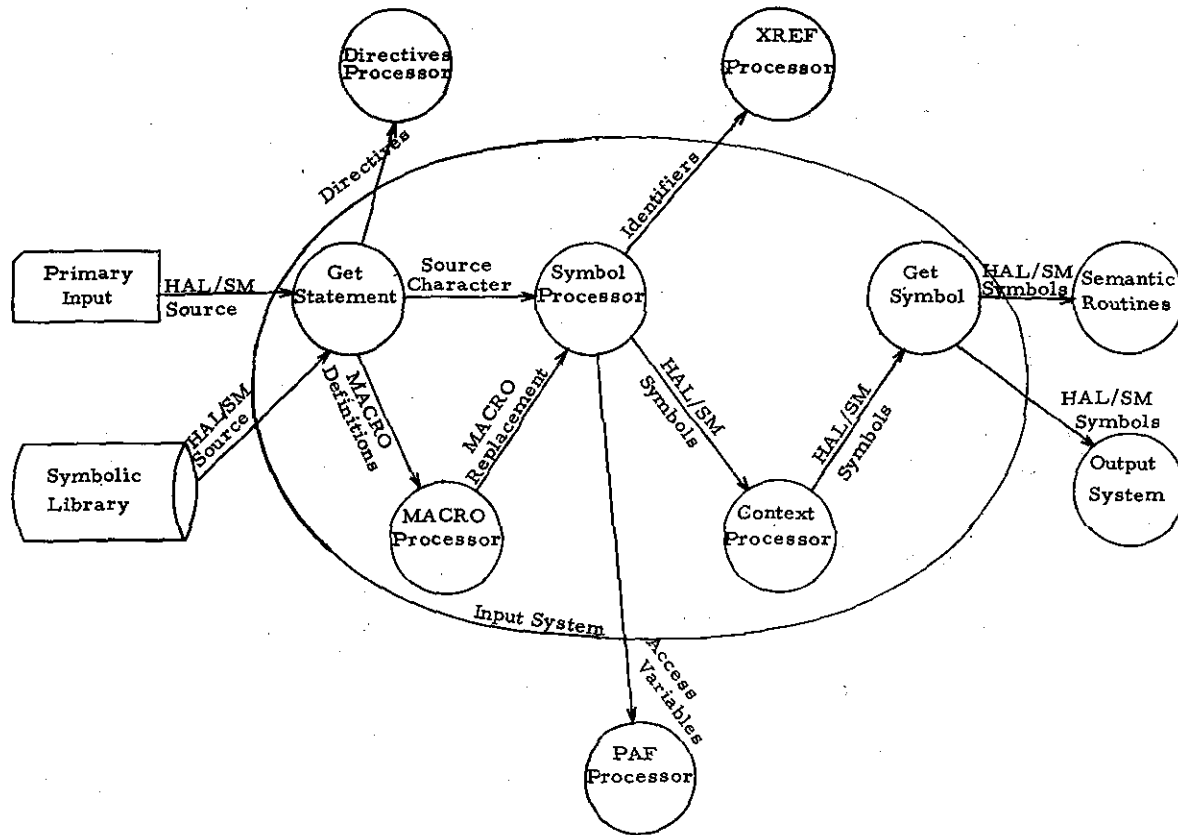 Directives
Processor
XREF
Processor
Directives
Identifiers
Primary
Input
HAL/SM
Source
Get
Statement
Source
Character
Symbol
Processor
Get
Symbol
HAL/SM
Symbols
Semantic
Routines
HAL/SM
Source
MACRO
Definitions
MACRO
Replacement
HAL/SM
Symbols
HAL/SM
Symbols
HAL/SM
Symbols
Symbolic
Library
MACRO
Processor
Context
Processor
Output
System
Input System
Access
Variables
PAF
Processor